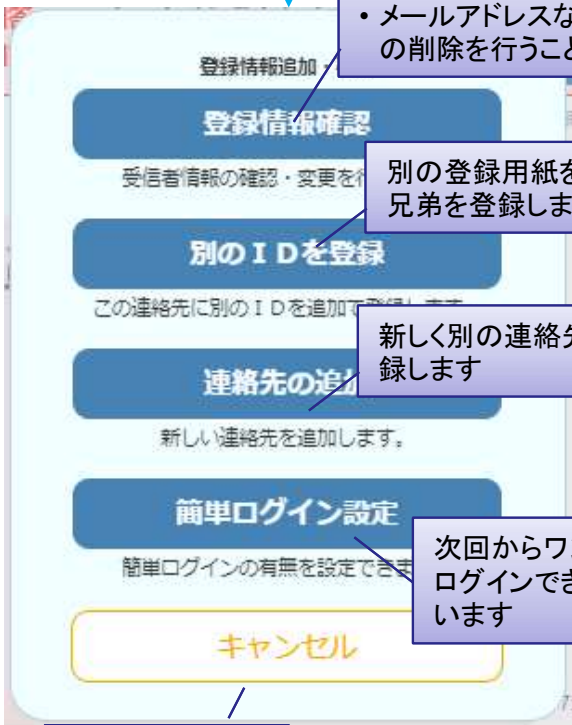 ・メールアドレスな
の削除を行うこと
登録情報追加・
登録情報確認
受信者情報の確認・変更を行
別の登録用紙を
兄弟を登録しま
別のＩＤを登録
この連絡先に別のＩＤを追加で登録します
新しく別の連絡先
録します
連絡先の追加
新しい連絡先を追加します。
簡単ログイン設定
簡単ログインの有無を設定できま
次回からワ
ログインでき
います
キャンセル